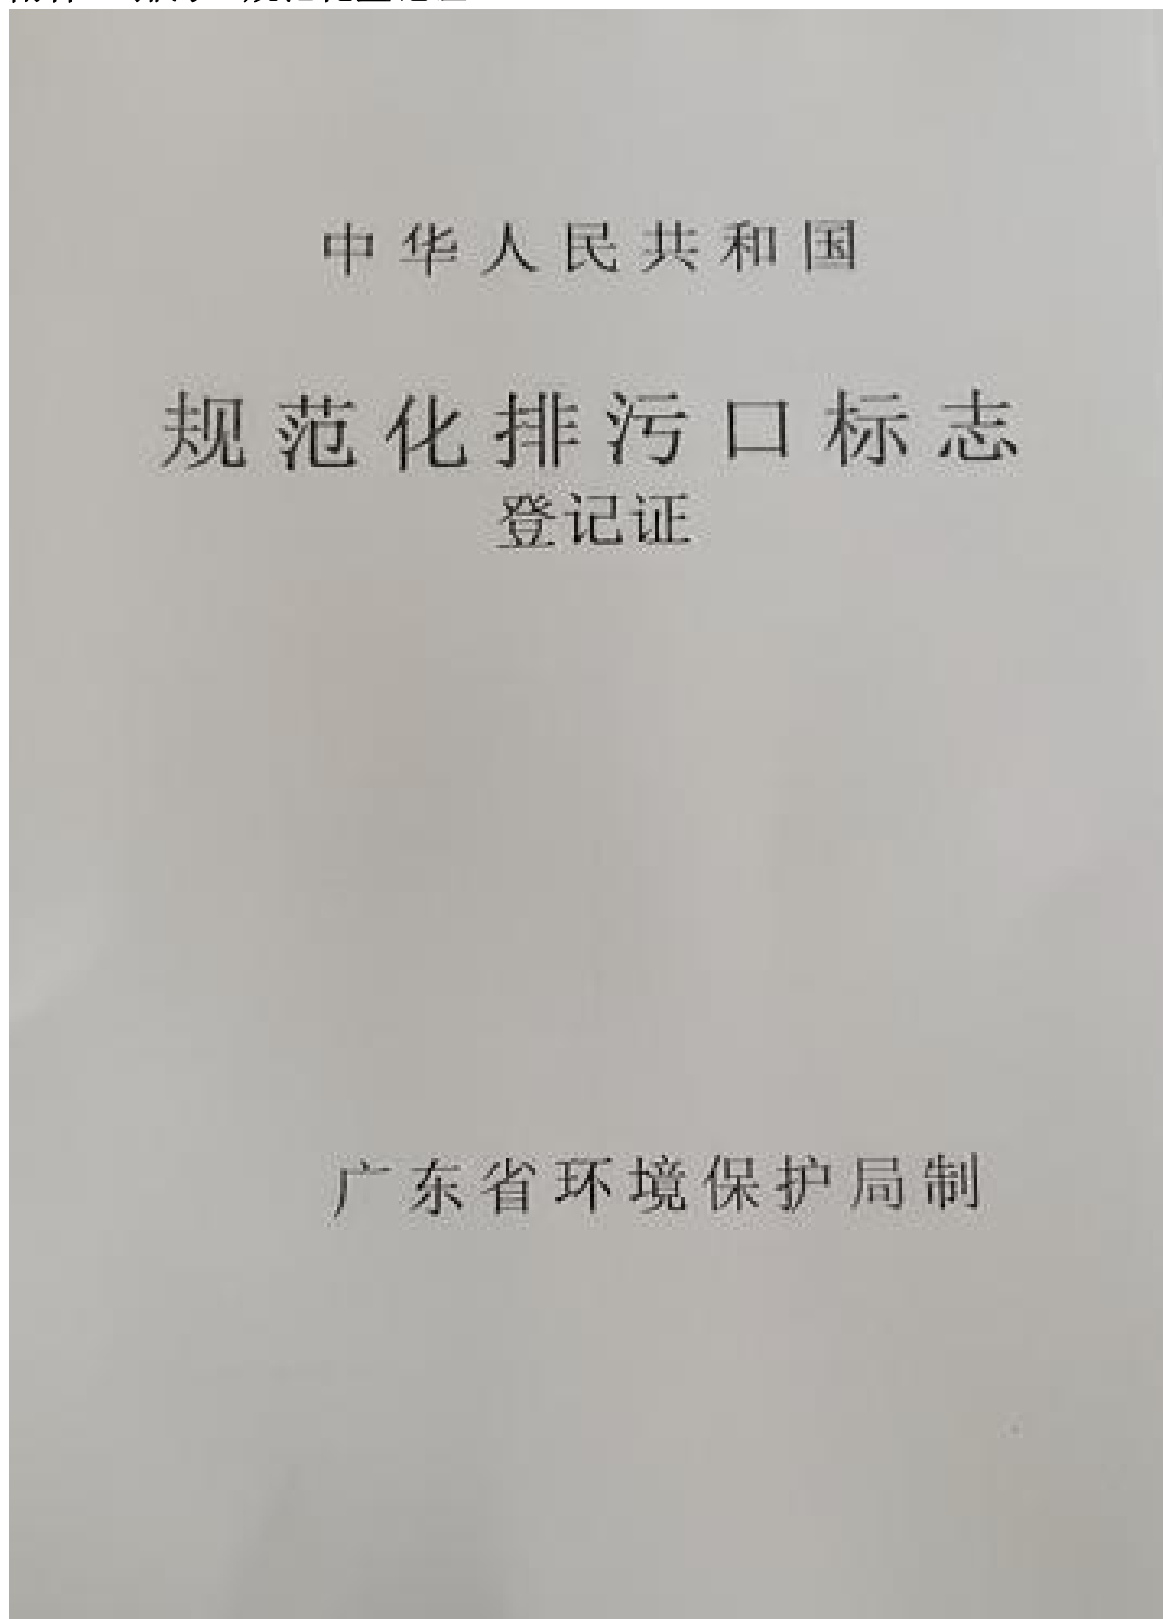 中华人民共和国
规范化排污口标志
登记证
广东省环境保护局制